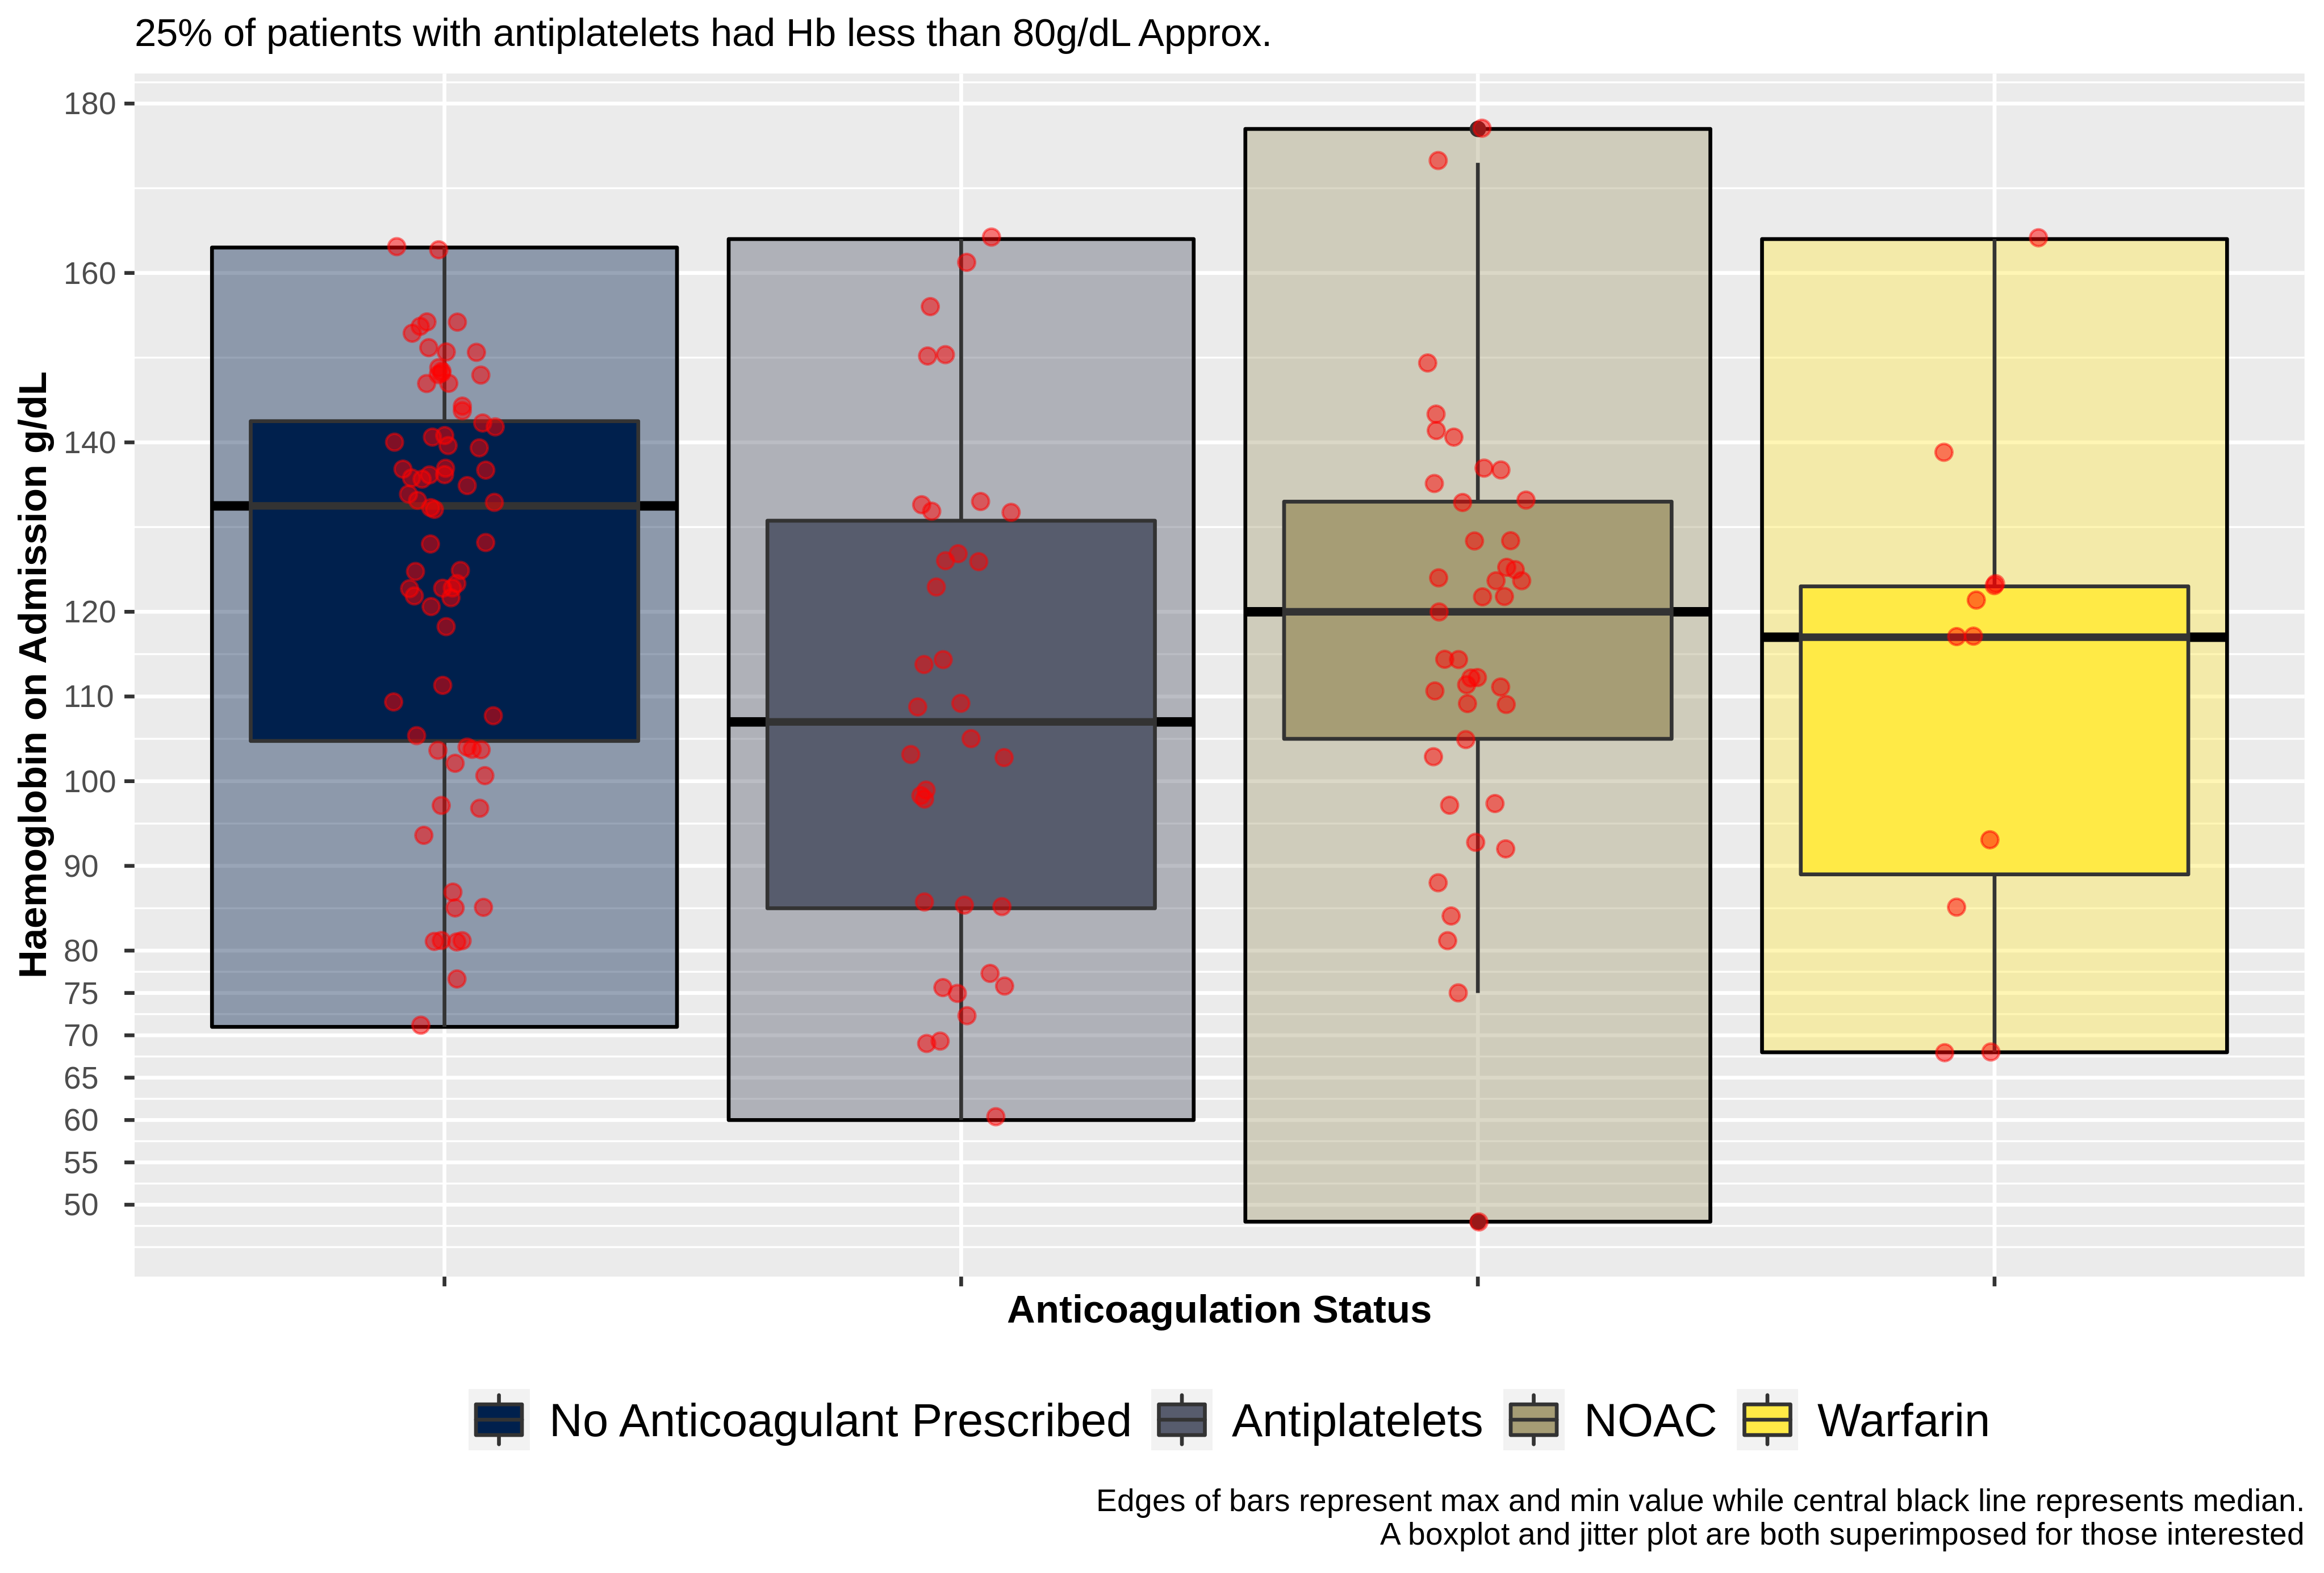 25% of patients with antiplatelets had Hb less than 80g/dL Approx.
Haemoglobin on Admission g/dL
180
160
140
120
110
100
90
80
75
70
65
60
55
50
Anticoagulation Status
No Anticoagulant Prescribed Antiplatelets NOAC Warfarin
Edges of bars represent max and min value while central black line represents median.
A boxplot and jitter plot are both superimposed for those interested